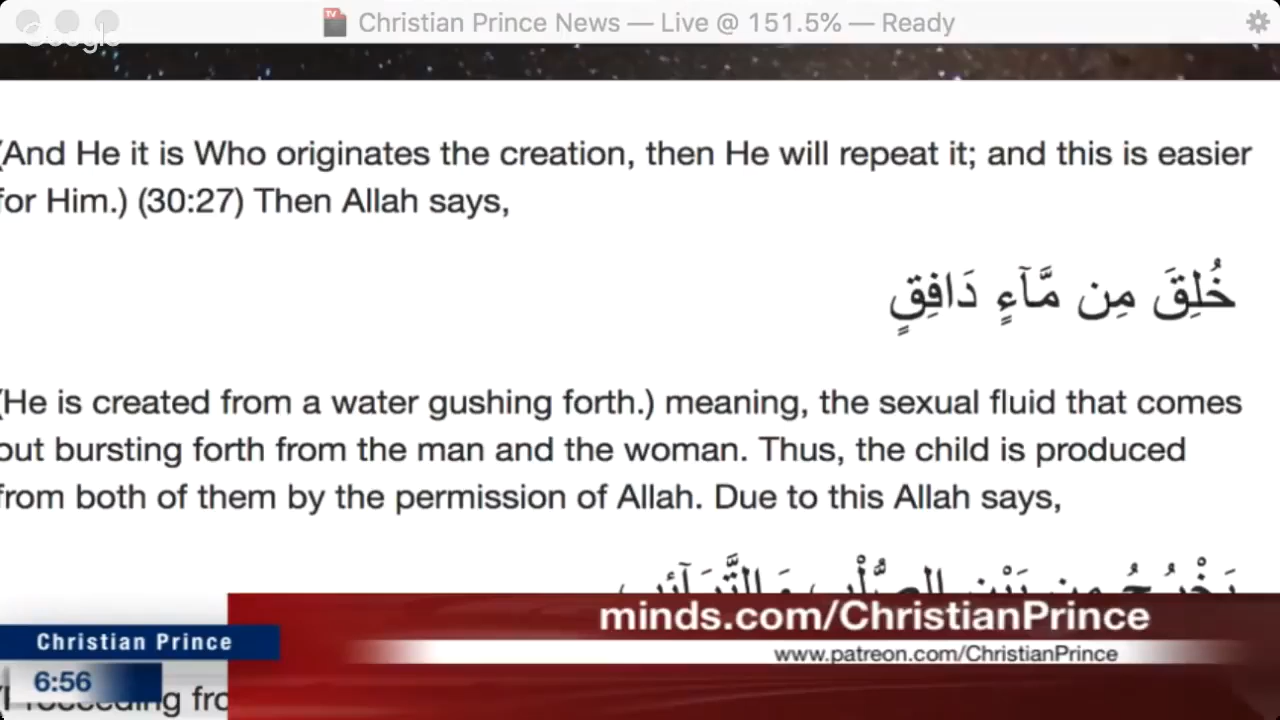 Christian Prince News — Live @ 151.5% — Ready
Google
(And He it is Who originates the creation, then He will repeat it; and this is easier
for Him.) (30:27) Then Allah says,
خُلِقَ مِن مَّآءٍ دَافِقٍ
(He is created from a water gushing forth.) meaning, the sexual fluid that comes
out bursting forth from the man and the woman. Thus, the child is produced
from both of them by the permission of Allah. Due to this Allah says,
يَخْرُجُ مِن بَيْنِ الصُّلْبِ وَالتَّرَآئِبِ
minds.com/ChristianPrince
Christian Prince
www.patreon.com/ChristianPrince
6:56